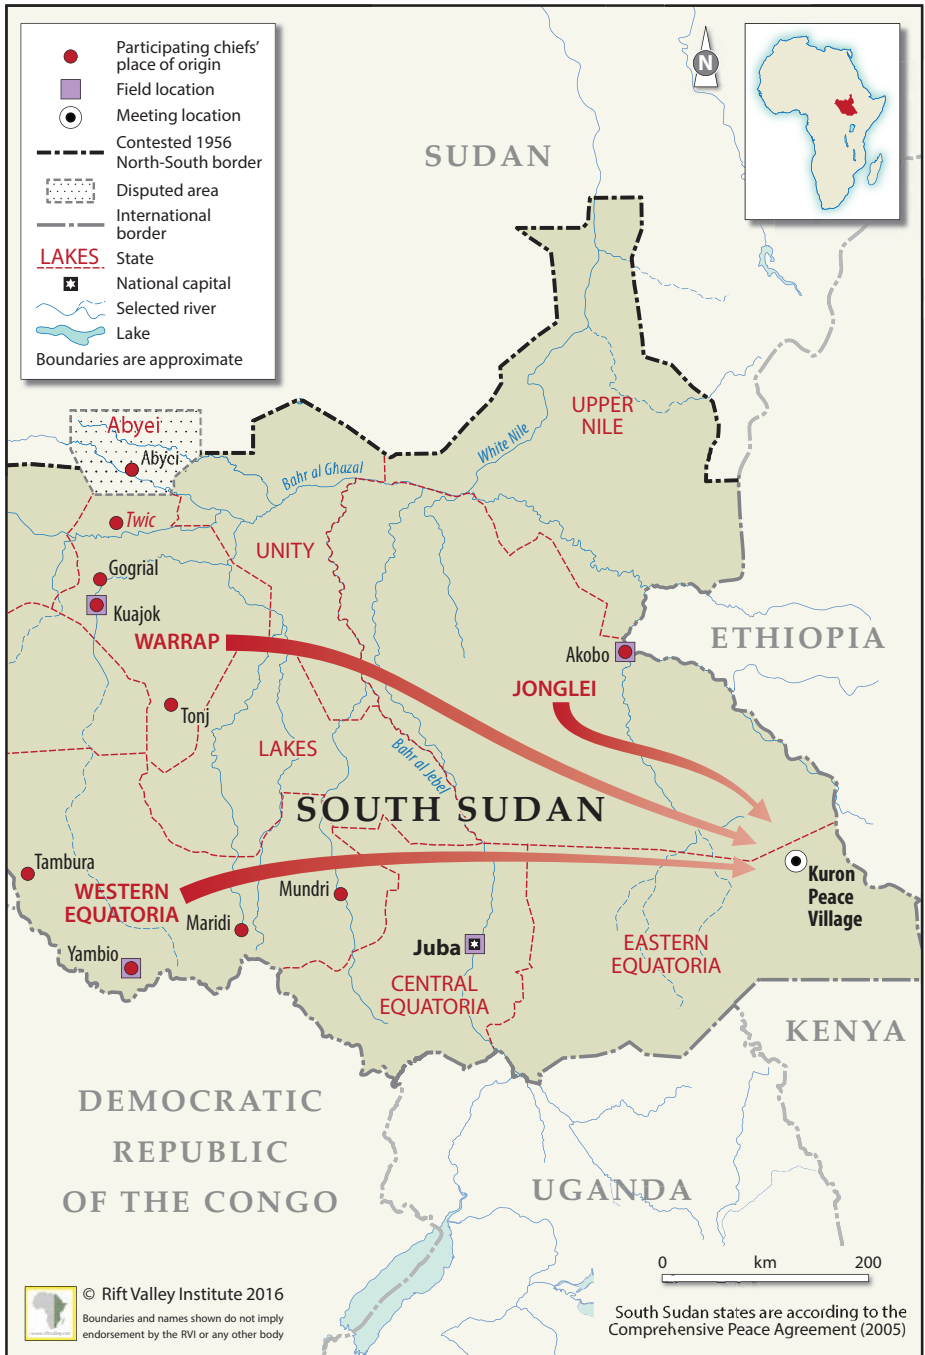 Participating chiefs'
place of origin
Field location
Meeting location
Contested 1956
North-South border
Disputed area
International
border
LAKES State
National capital
Selected river
Lake
Boundaries are approximate
N
SUDAN
UPPER
NILE
White Nile
Bahr al Ghazal
Abyei
Abyei
Twic
UNITY
Gogrial
Kuajok
WARRAP
ETHIOPIA
Akobo
JONGLEI
Tonj
LAKES
Bahr al Jebel
SOUTH SUDAN
Tambura
WESTERN
EQUATORIA
Mundri
Maridi
Kuron
Peace
Village
Yambio
Juba
EASTERN
EQUATORIA
CENTRAL
EQUATORIA
KENYA
DEMOCRATIC
REPUBLIC
OF THE CONGO
UGANDA
0 km 200
© Rift Valley Institute 2016
Boundaries and names shown do not imply
endorsement by the RVI or any other body
www.riftvalley.net
South Sudan states are according to the
Comprehensive Peace Agreement (2005)